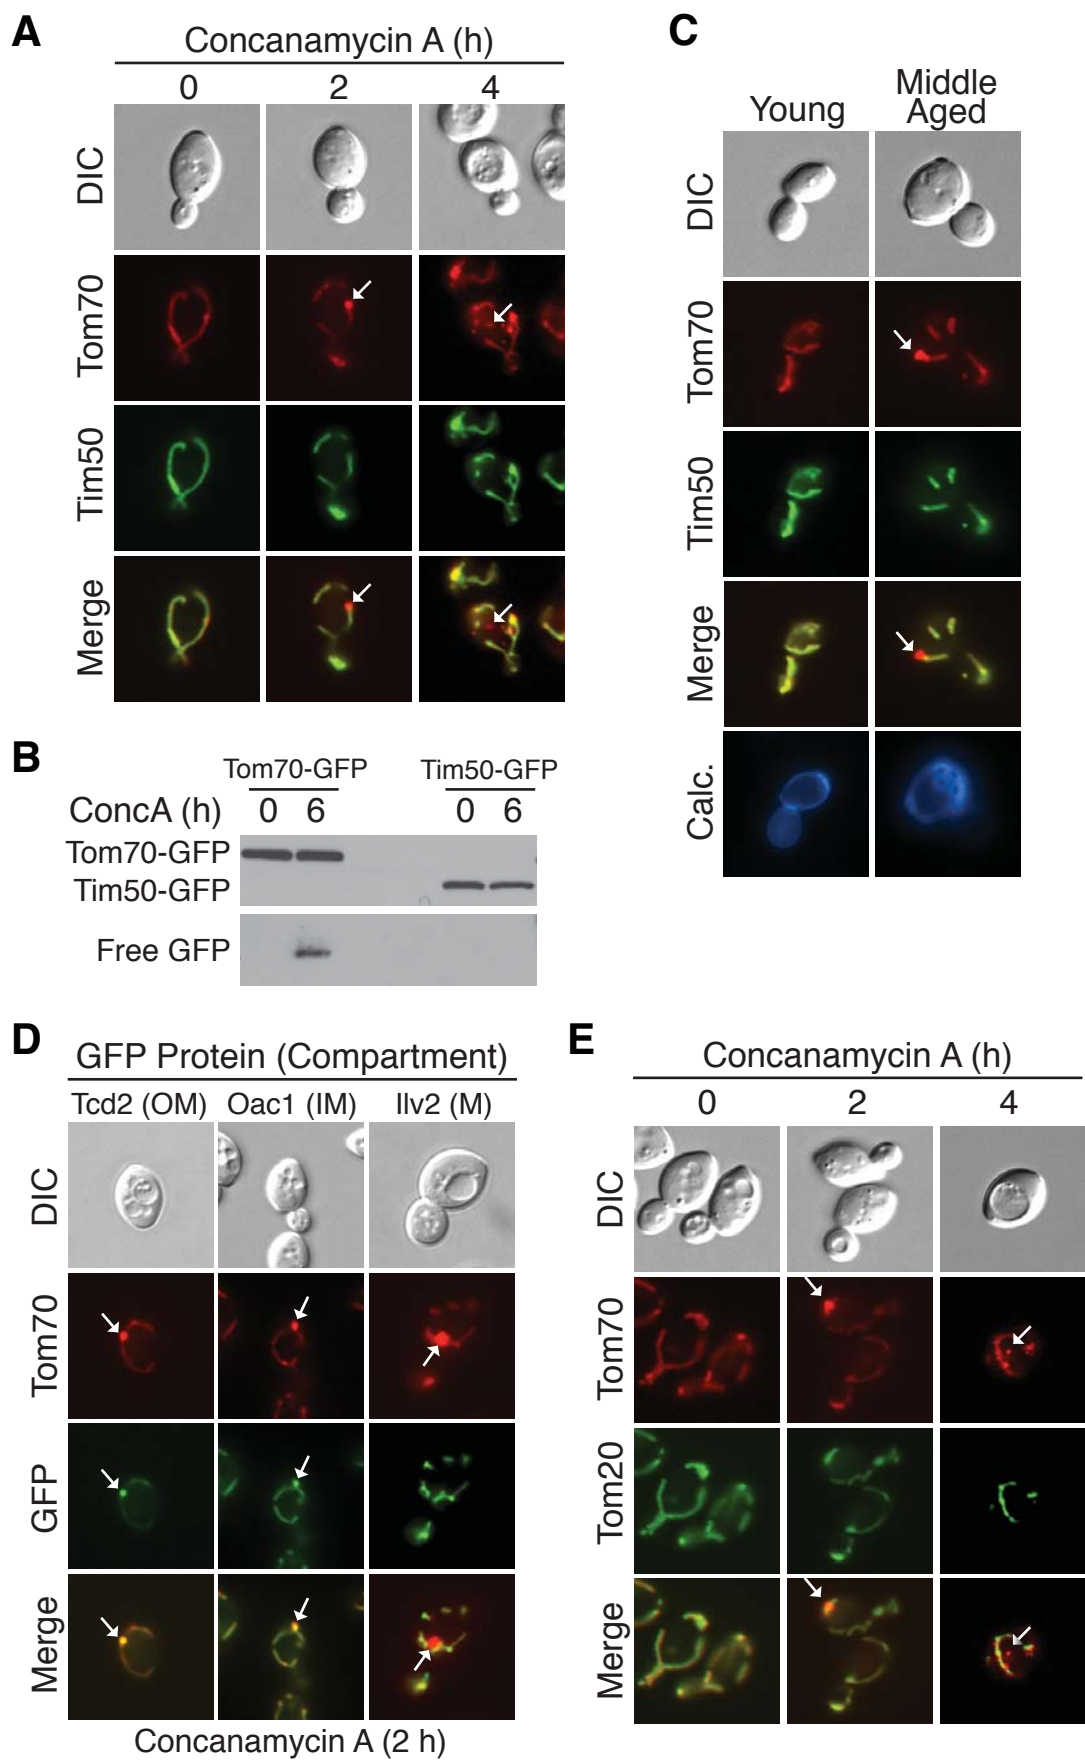 A
Concanamycin A (h)
0 2 4
DIC
Tom70
Tim50
Merge
B
Tom70-GFP Tim50-GFP
ConcA (h) 0 6 0 6
Tom70-GFP
Tim50-GFP
Free GFP
C
Young Middle Aged
DIC
Tom70
Tim50
Merge
Calc.
D
GFP Protein (Compartment)
Tcd2 (OM) Oac1 (IM) Ilv2 (M)
DIC
Tom70
GFP
Merge
Concanamycin A (2 h)
E
Concanamycin A (h)
0 2 4
DIC
Tom70
Tom20
Merge